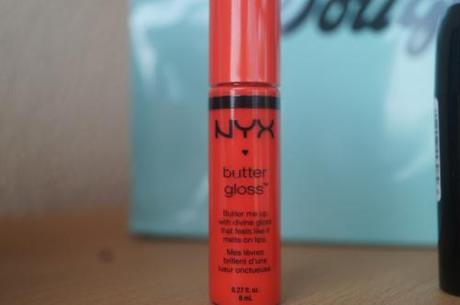 NYX
butter
gloss™
Butter me up
with divine gloss
that feels like it
melts on lips.
Mes lèvres
brillent d'une
lueur onctueuse
0.27 fl. oz.
8 mL